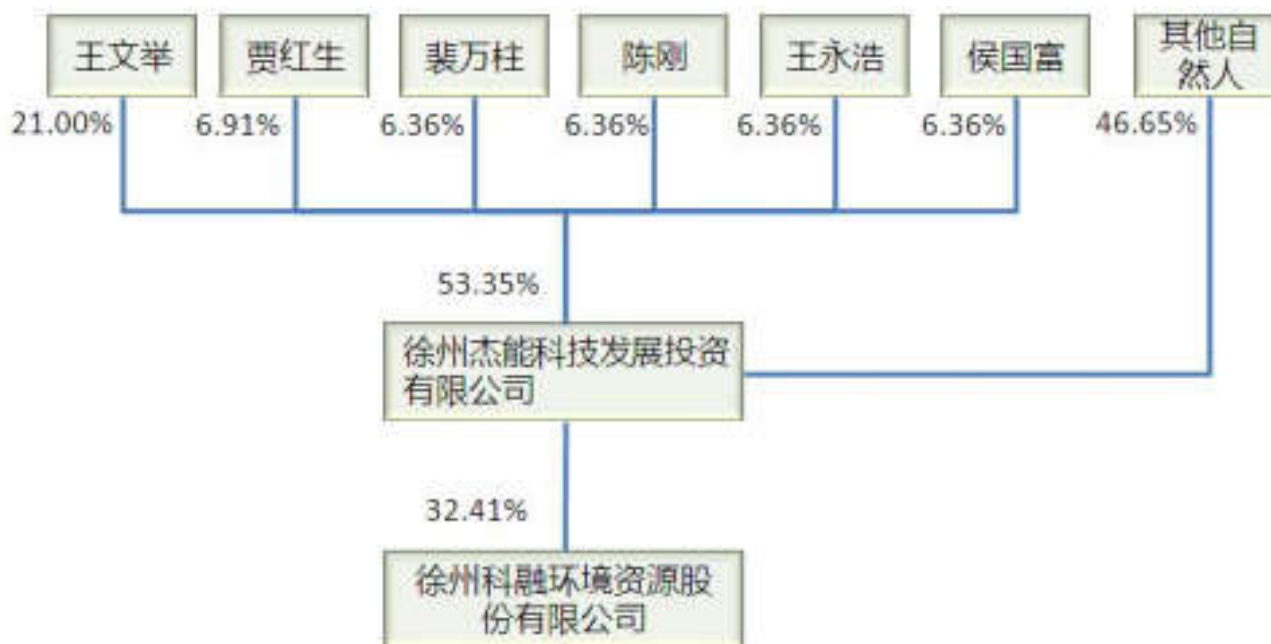 王文举
贾红生
裴万柱
陈刚
王永浩
侯国富
其他自
然人
21.00%
6.91%
6.36%
6.36%
6.36%
6.36%
46.65%
53.35%
徐州杰能科技发展投资
有限公司
32.41%
徐州科融环境资源股
份有限公司